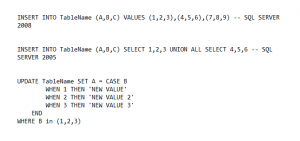 INSERT INTO TableName (A,B,C) VALUES (1,2,3),(4,5,6),(7,8,9) -- SQL SERVER
2008
INSERT INTO TableName (A,B,C) SELECT 1,2,3 UNION ALL SELECT 4,5,6 -- SQL
SERVER 2005
UPDATE TableName SET A = CASE B
WHEN 1 THEN 'NEW VALUE'
WHEN 2 THEN 'NEW VALUE 2'
WHEN 3 THEN 'NEW VALUE 3'
END
WHERE B in (1,2,3)